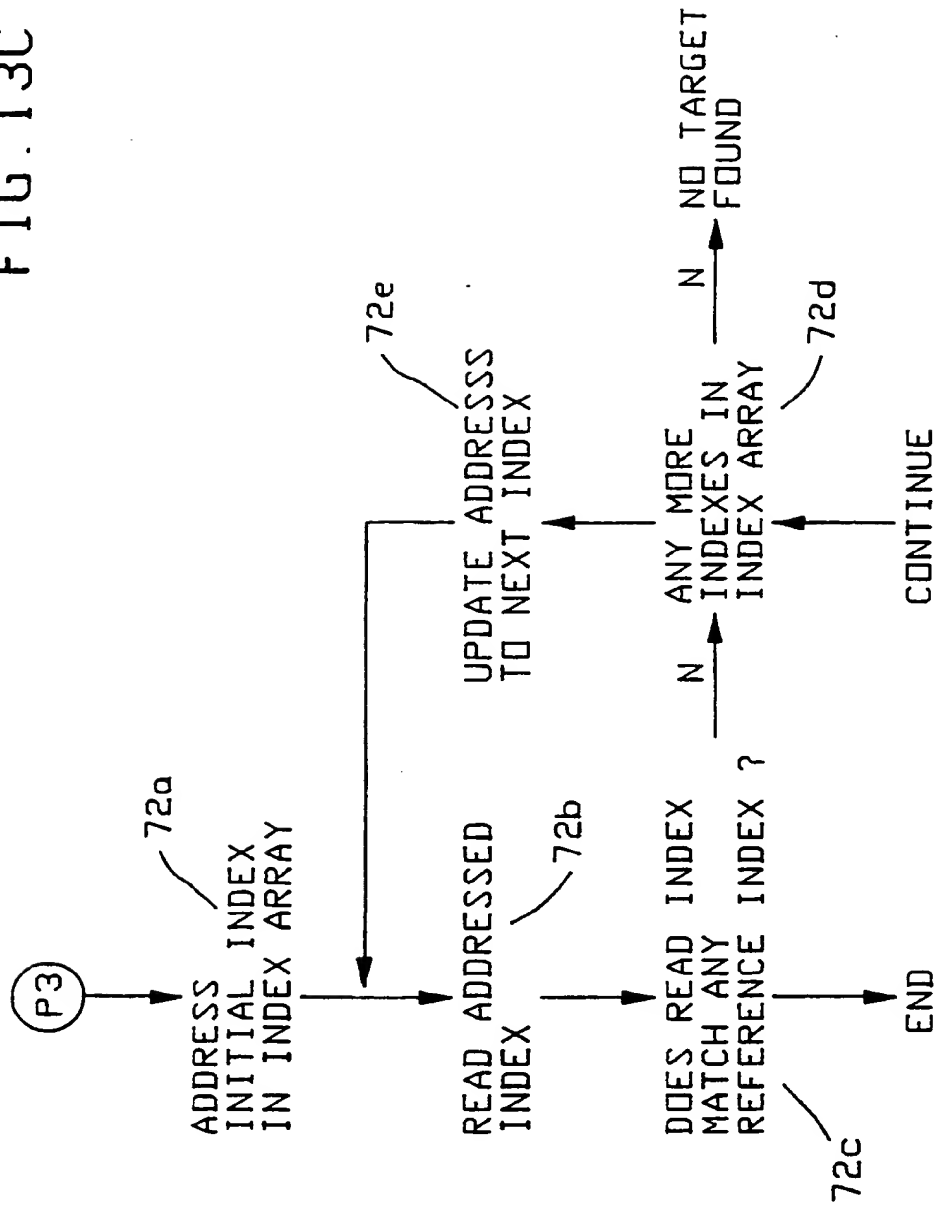 FIG.13C
P3
ADDRESS
INITIAL INDEX
IN INDEX ARRAY
72a
READ ADDRESSED
INDEX
72b
DOES READ INDEX
MATCH ANY
REFERENCE INDEX ?
72c
END
UPDATE ADDRESSS
TO NEXT INDEX
72e
N
ANY MORE
INDEXES IN
INDEX ARRAY
72d
CONTINUE
N
NO TARGET
FOUND